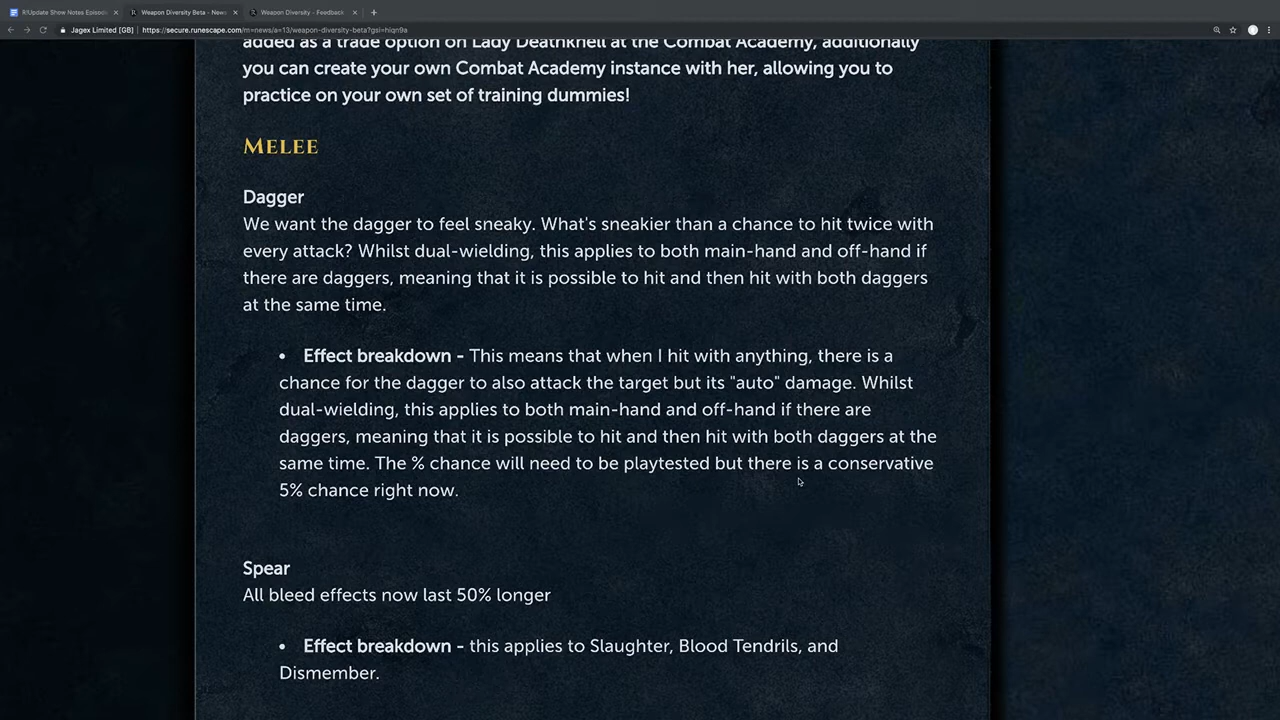 R!Update Show Notes Episode
Weapon Diversity Beta - News
Weapon Diversity - Feedback
Jagex Limited [GB] | https://secure.runescape.com/m=news/a=13/weapon-diversity-beta?gsi=hiqn9a
added as a trade option on Lady Deathknell at the Combat Academy, additionally
you can create your own Combat Academy instance with her, allowing you to
practice on your own set of training dummies!
MELEE
Dagger
We want the dagger to feel sneaky. What's sneakier than a chance to hit twice with
every attack? Whilst dual-wielding, this applies to both main-hand and off-hand if
there are daggers, meaning that it is possible to hit and then hit with both daggers
at the same time.
• Effect breakdown - This means that when I hit with anything, there is a
chance for the dagger to also attack the target but its "auto" damage. Whilst
dual-wielding, this applies to both main-hand and off-hand if there are
daggers, meaning that it is possible to hit and then hit with both daggers at the
same time. The % chance will need to be playtested but there is a conservative
5% chance right now.
Spear
All bleed effects now last 50% longer
• Effect breakdown - this applies to Slaughter, Blood Tendrils, and
Dismember.